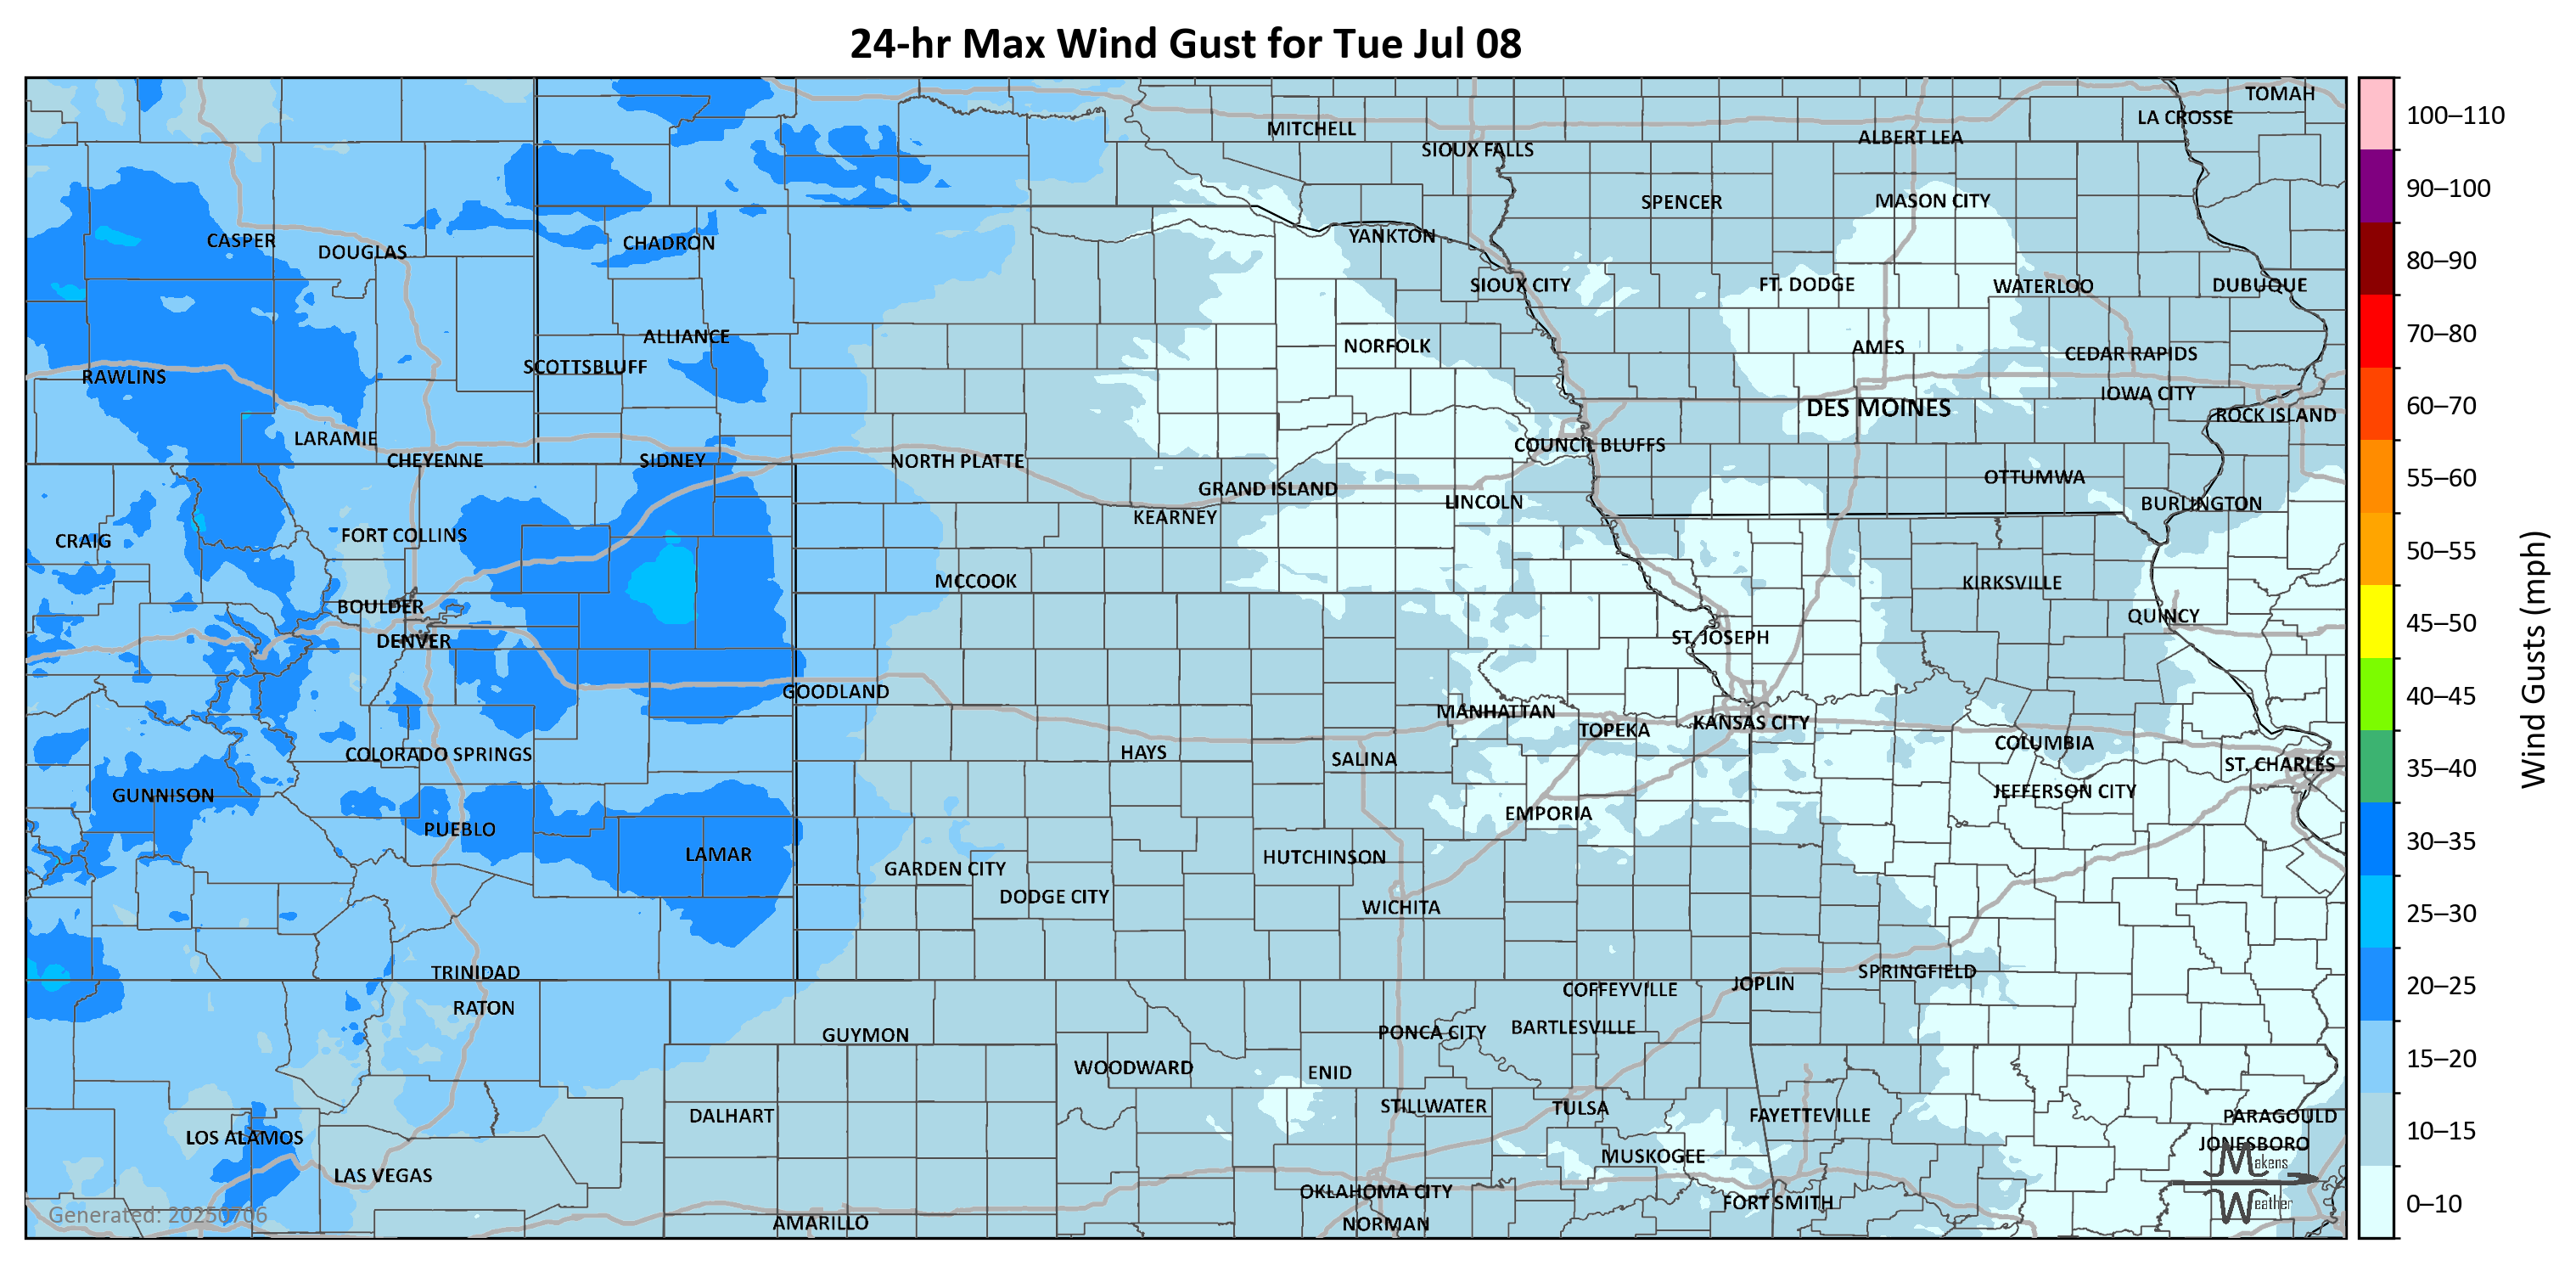 24-hr Max Wind Gust for Tue Jul 08
TOMAH
LA CROSSE
MITCHELL
ALBERT LEA
SIOUX FALLS
SPENCER
MASON CITY
CASPER
DOUGLAS
CHADRON
YANKTON
SIOUX CITY
FT. DODGE
WATERLOO
DUBUQUE
ALLIANCE
NORFOLK
AMES
CEDAR RAPIDS
SCOTTSBLUFF
RAWLINS
IOWA CITY
DES MOINES
ROCK ISLAND
LARAMIE
COUNCIL BLUFFS
CHEYENNE
SIDNEY
NORTH PLATTE
OTTUMWA
GRAND ISLAND
LINCOLN
BURLINGTON
KEARNEY
CRAIG
FORT COLLINS
MCCOOK
KIRKSVILLE
BOULDER
QUINCY
DENVER
ST. JOSEPH
GOODLAND
MANHATTAN
TOPEKA
KANSAS CITY
COLORADO SPRINGS
HAYS
SALINA
COLUMBIA
ST. CHARLES
GUNNISON
JEFFERSON CITY
EMPORIA
PUEBLO
LAMAR
HUTCHINSON
GARDEN CITY
DODGE CITY
WICHITA
TRINIDAD
SPRINGFIELD
JOPLIN
COFFEYVILLE
RATON
GUYMON
PONCA CITY
BARTLESVILLE
WOODWARD
ENID
DALHART
STILLWATER
TULSA
FAYETTEVILLE
PARAGOULD
LOS ALAMOS
JONESBORO
MUSKOGEE
LAS VEGAS
OKLAHOMA CITY
FORT SMITH
AMARILLO
NORMAN
Generated: 20250706
Makens
Weather
100–110
90–100
80–90
70–80
60–70
55–60
50–55
45–50
40–45
35–40
30–35
25–30
20–25
15–20
10–15
0–10
Wind Gusts (mph)